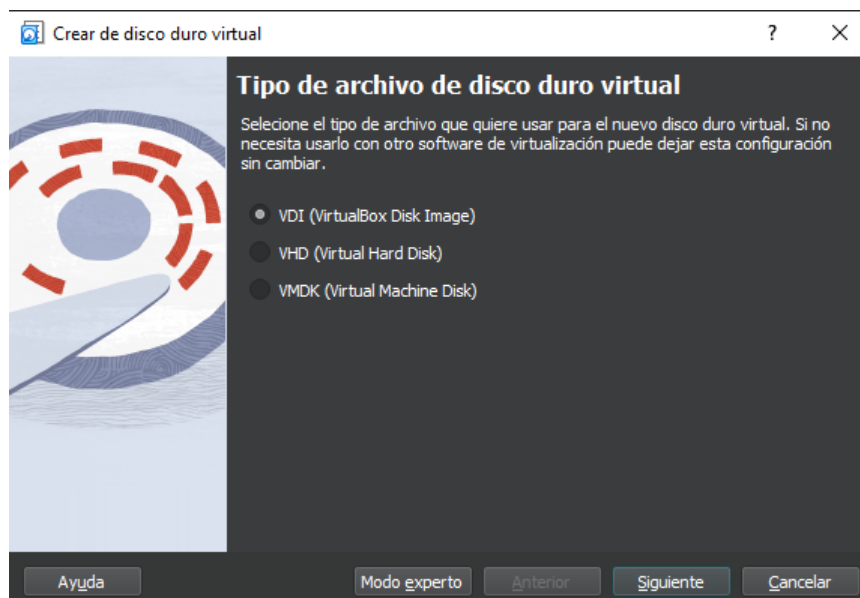 Crear de disco duro virtual
?
Tipo de archivo de disco duro virtual
Selecione el tipo de archivo que quiere usar para el nuevo disco duro virtual. Si no
necesita usarlo con otro software de virtualización puede dejar esta configuración
sin cambiar.
VDI (VirtualBox Disk Image)
VHD (Virtual Hard Disk)
VMDK (Virtual Machine Disk)
Ayuda Modo experto Anterior Siguiente Cancelar